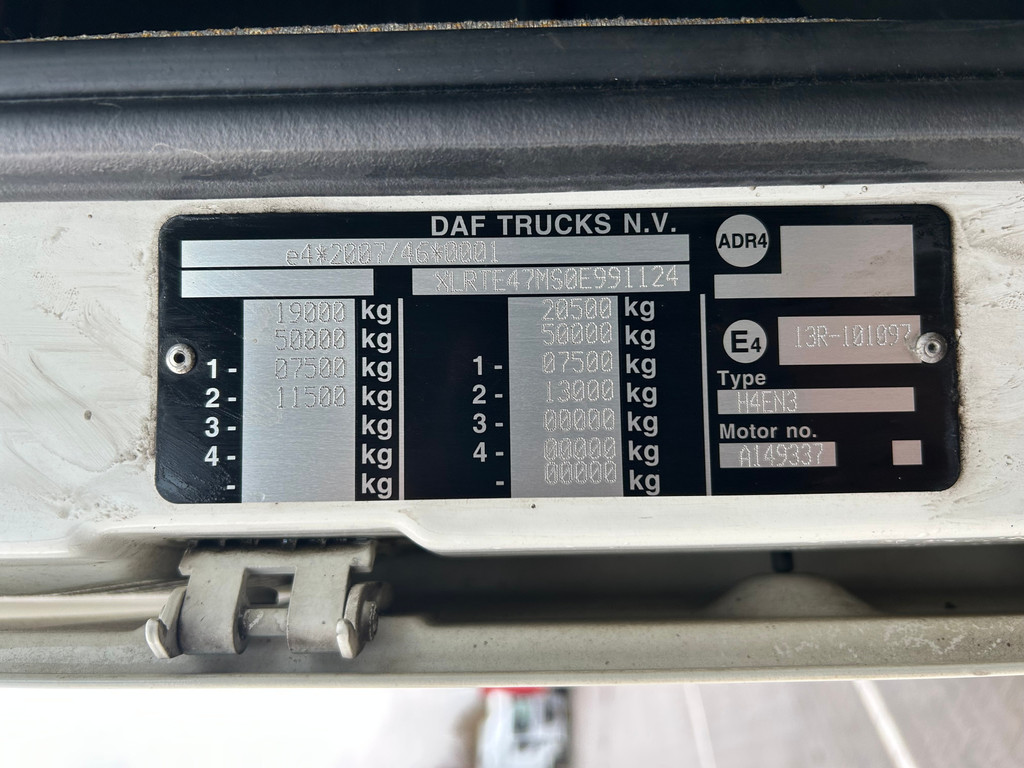 DAF TRUCKS N.V.
e4*2007/46*0001
XLRTE47MS0E991124
19000 kg
50000 kg
1- 07500 kg
2- 11500 kg
3- kg
4- kg
- kg
20500 kg
50000 kg
1- 07500 kg
2- 13000 kg
3- 00000 kg
4- 00000 kg
- 00000 kg
ADR4
E4 13R-101097
Type
H4EN3
Motor no.
A149337